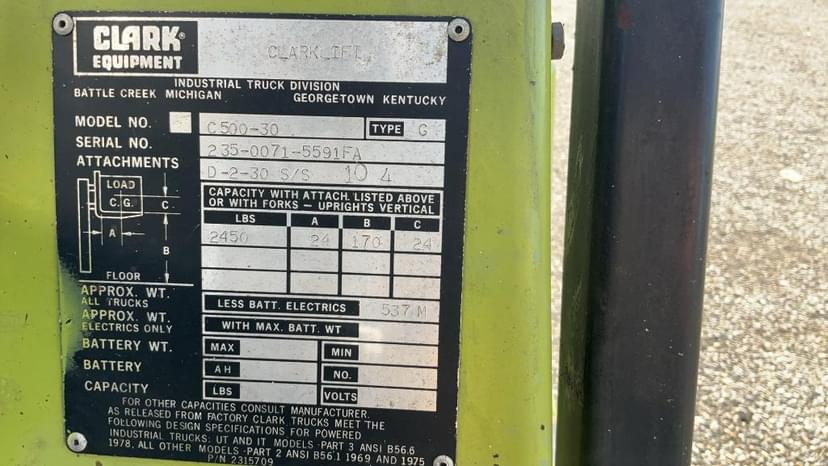 CLARK®
EQUIPMENT
CLARKLIFT
INDUSTRIAL TRUCK DIVISION
BATTLE CREEK MICHIGAN GEORGETOWN KENTUCKY
MODEL NO. C500-30 TYPE G
SERIAL NO. 235-0071-5591FA
ATTACHMENTS D-2-30 S/S 10 4
LOAD
C.G.
C
A
B
FLOOR
CAPACITY WITH ATTACH. LISTED ABOVE
OR WITH FORKS – UPRIGHTS VERTICAL
LBS A B C
2450 24 170 24
APPROX. WT.
ALL TRUCKS
LESS BATT. ELECTRICS 537 M
APPROX. WT.
ELECTRICS ONLY
WITH MAX. BATT. WT
BATTERY WT. MAX MIN
BATTERY AH NO.
CAPACITY LBS VOLTS
FOR OTHER CAPACITIES CONSULT MANUFACTURER.
AS RELEASED FROM FACTORY CLARK TRUCKS MEET THE
FOLLOWING DESIGN SPECIFICATIONS FOR POWERED
INDUSTRIAL TRUCKS: UT AND IT MODELS - PART 3 ANSI B56.6
1978, ALL OTHER MODELS - PART 2 ANSI B56.1 1969 AND 1975
P/N 2315709